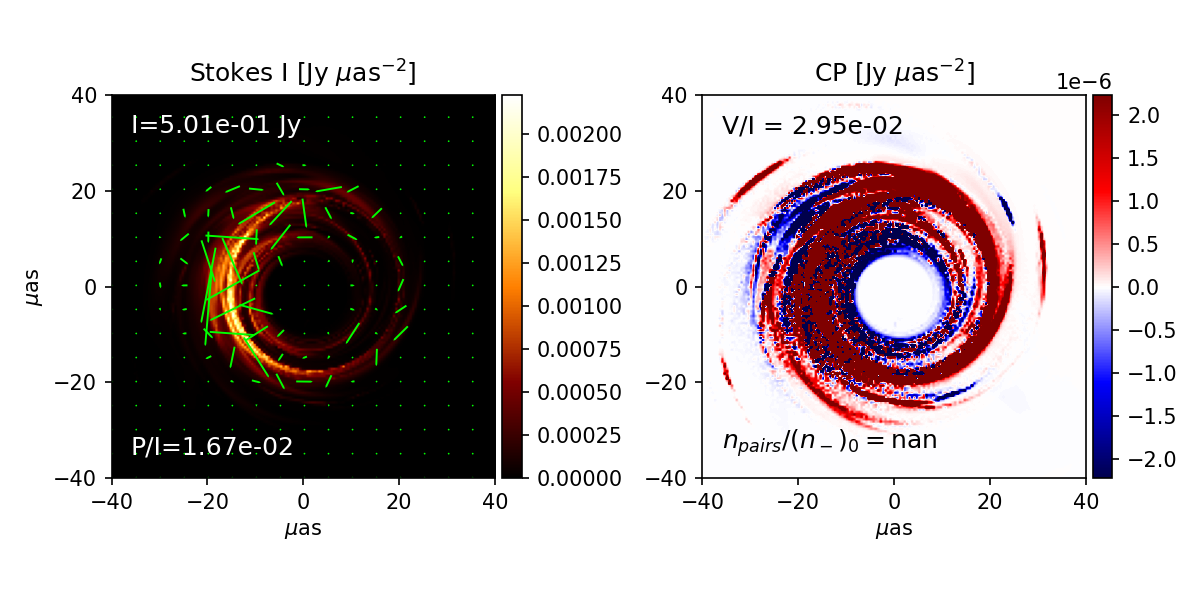 Stokes I [Jy μas⁻²]
I=5.01e-01 Jy
P/I=1.67e-02
40
20
0
−20
−40
μas
−40 −20 0 20 40
μas
0.00200
0.00175
0.00150
0.00125
0.00100
0.00075
0.00050
0.00025
0.00000
CP [Jy μas⁻²]
1e−6
V/I = 2.95e-02
n_{pairs}/(n_−)_0 = nan
40
20
0
−20
−40
−40 −20 0 20 40
μas
2.0
1.5
1.0
0.5
0.0
−0.5
−1.0
−1.5
−2.0